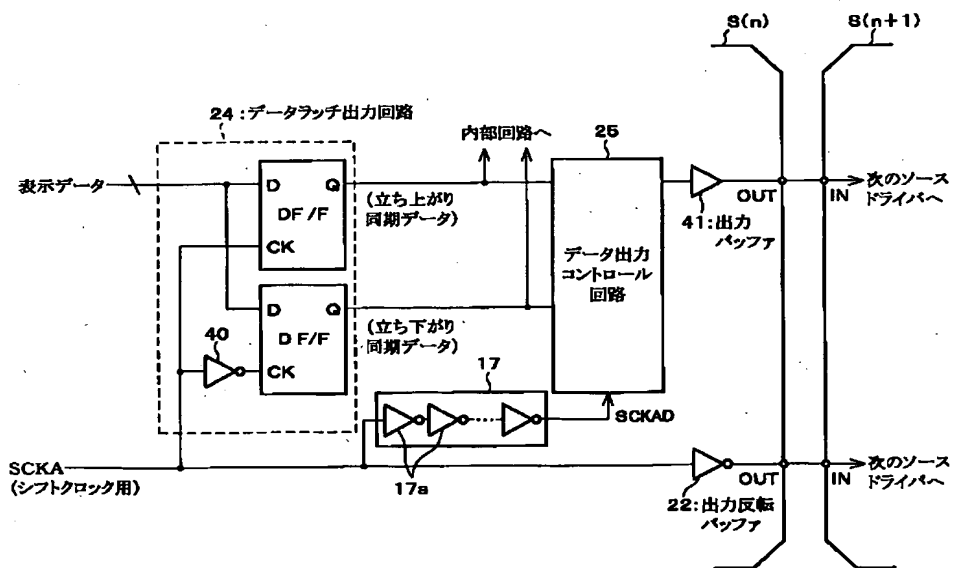 S(n)
S(n+1)
24:データラッチ出力回路
内部回路へ
25
表示データ
D
Q
DF/F
CK
(立ち上がり
同期データ)
41:出力
バッファ
OUT
IN
次のソース
ドライバへ
データ出力
コントロール
回路
D
Q
DF/F
CK
40
(立ち下がり
同期データ)
17
17a
SCKAD
SCKA
(シフトクロック用)
22:出力反転
バッファ
OUT
IN
次のソース
ドライバへ